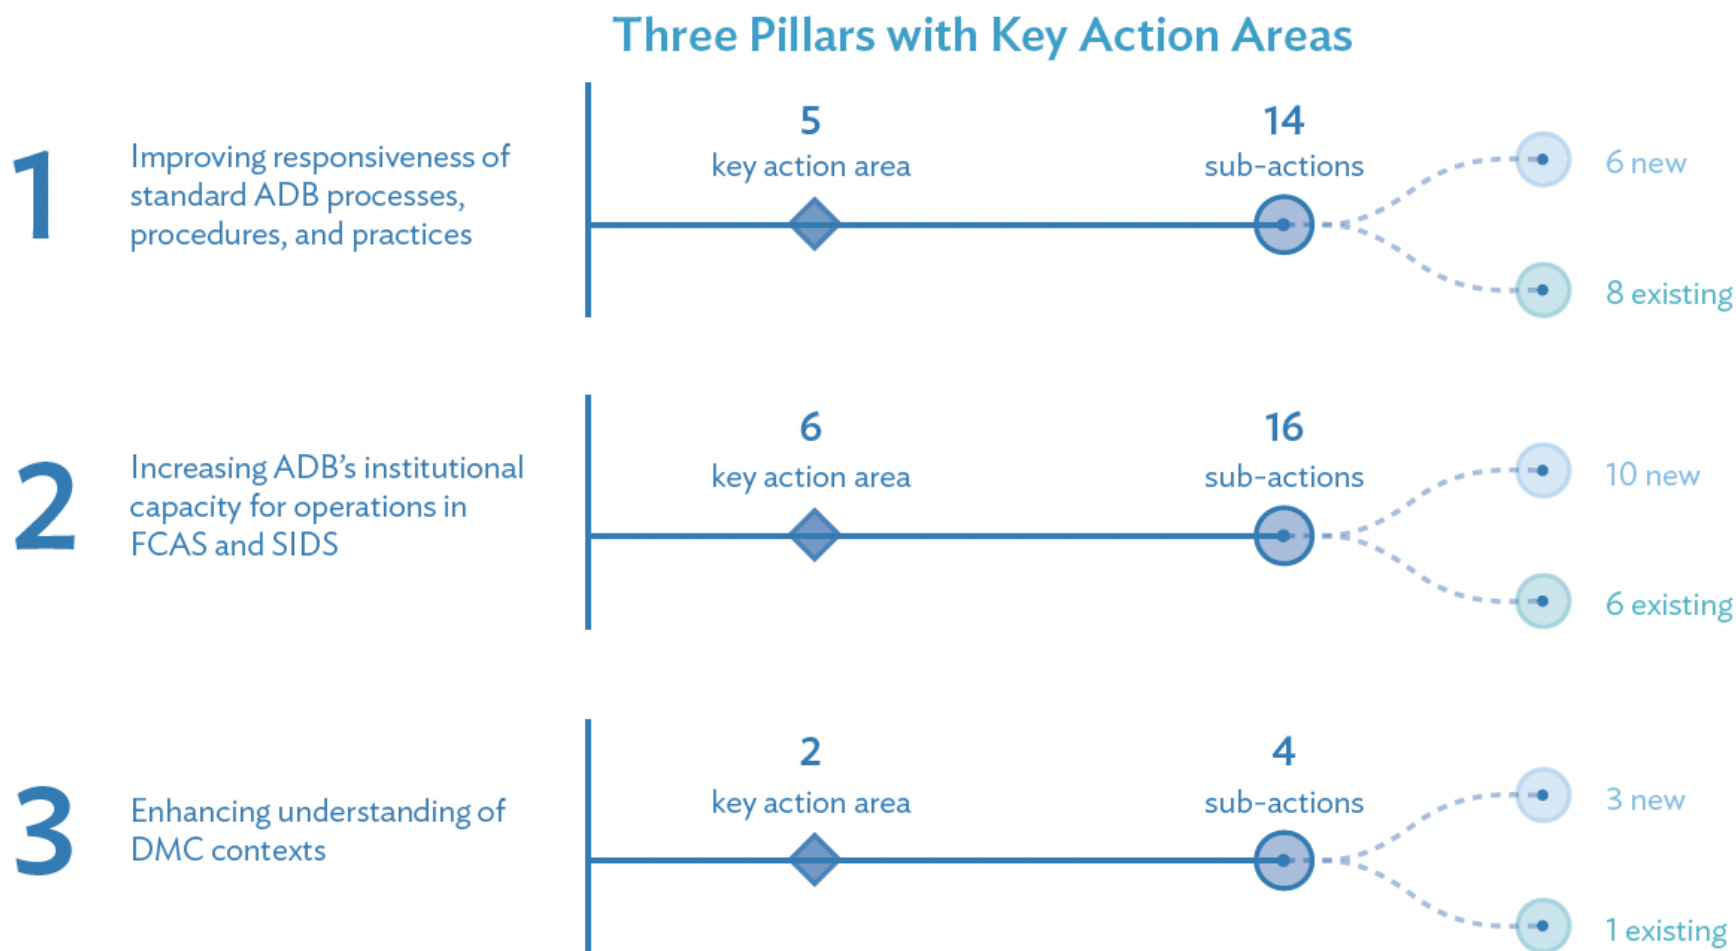 Three Pillars with Key Action Areas
1
Improving responsiveness of
standard ADB processes,
procedures, and practices
5
key action area
14
sub-actions
6 new
8 existing
2
Increasing ADB’s institutional
capacity for operations in
FCAS and SIDS
6
key action area
16
sub-actions
10 new
6 existing
3
Enhancing understanding of
DMC contexts
2
key action area
4
sub-actions
3 new
1 existing